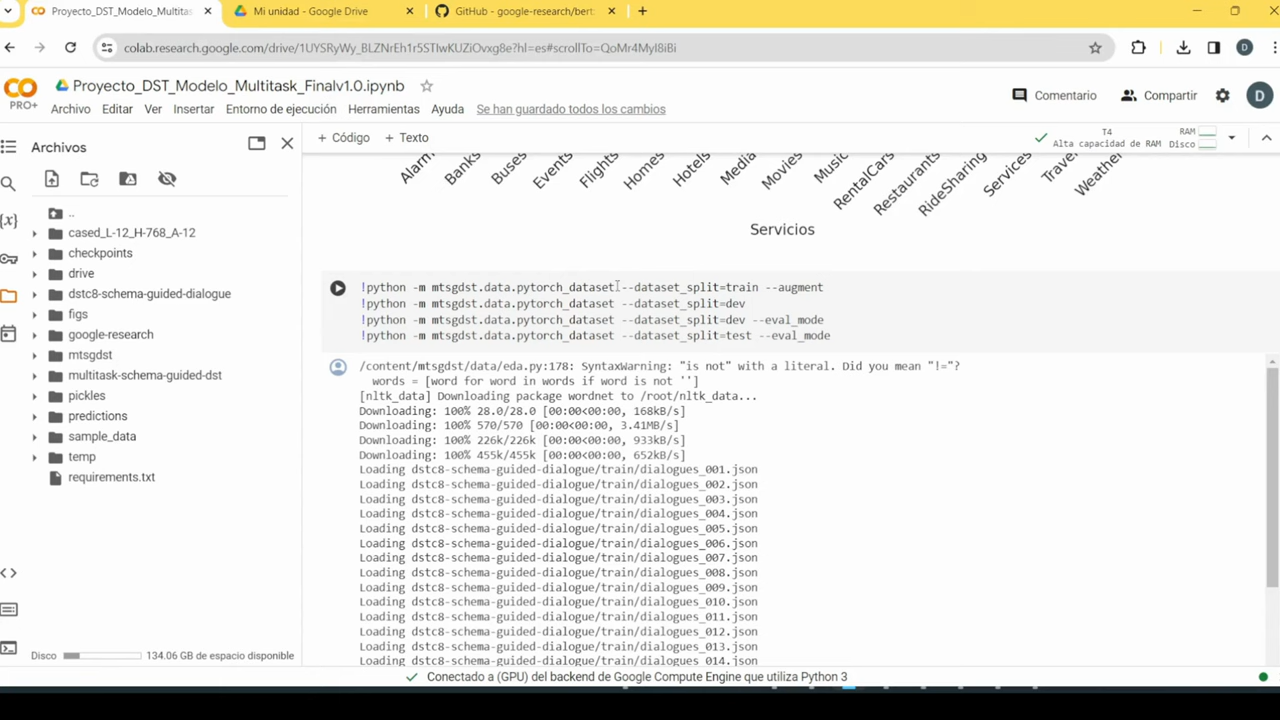 Proyecto_DST_Modelo_Multitask_
Mi unidad - Google Drive
GitHub - google-research/bert:
colab.research.google.com/drive/1UYSRyWy_BLZNrEh1r5STIwKUZiOvxg8e?hl=es#scrollTo=QoMr4MyI8iBi
D
CO
PRO+
Proyecto_DST_Modelo_Multitask_Finalv1.0.ipynb
Archivo Editar Ver Insertar Entorno de ejecución Herramientas Ayuda Se han guardado todos los cambios
Comentario
Compartir
D
Archivos
+ Código + Texto
T4
Alta capacidad de RAM
RAM
Disco
..
cased_L-12_H-768_A-12
checkpoints
drive
dstc8-schema-guided-dialogue
figs
google-research
mtsgdst
multitask-schema-guided-dst
pickles
predictions
sample_data
temp
requirements.txt
Disco 134.06 GB de espacio disponible
Alarm Banks Buses Events Flights Homes Hotels Media Movies Music RentalCars Restaurants RideSharing Services Travel Weather
Servicios
!python -m mtsgdst.data.pytorch_dataset --dataset_split=train --augment
!python -m mtsgdst.data.pytorch_dataset --dataset_split=dev
!python -m mtsgdst.data.pytorch_dataset --dataset_split=dev --eval_mode
!python -m mtsgdst.data.pytorch_dataset --dataset_split=test --eval_mode
/content/mtsgdst/data/eda.py:178: SyntaxWarning: "is not" with a literal. Did you mean "!="?
words = [word for word in words if word is not '']
[nltk_data] Downloading package wordnet to /root/nltk_data...
Downloading: 100% 28.0/28.0 [00:00<00:00, 168kB/s]
Downloading: 100% 570/570 [00:00<00:00, 3.41MB/s]
Downloading: 100% 226k/226k [00:00<00:00, 933kB/s]
Downloading: 100% 455k/455k [00:00<00:00, 652kB/s]
Loading dstc8-schema-guided-dialogue/train/dialogues_001.json
Loading dstc8-schema-guided-dialogue/train/dialogues_002.json
Loading dstc8-schema-guided-dialogue/train/dialogues_003.json
Loading dstc8-schema-guided-dialogue/train/dialogues_004.json
Loading dstc8-schema-guided-dialogue/train/dialogues_005.json
Loading dstc8-schema-guided-dialogue/train/dialogues_006.json
Loading dstc8-schema-guided-dialogue/train/dialogues_007.json
Loading dstc8-schema-guided-dialogue/train/dialogues_008.json
Loading dstc8-schema-guided-dialogue/train/dialogues_009.json
Loading dstc8-schema-guided-dialogue/train/dialogues_010.json
Loading dstc8-schema-guided-dialogue/train/dialogues_011.json
Loading dstc8-schema-guided-dialogue/train/dialogues_012.json
Loading dstc8-schema-guided-dialogue/train/dialogues_013.json
Loading dstc8-schema-guided-dialogue/train/dialogues_014.json
Conectado a (GPU) del backend de Google Compute Engine que utiliza Python 3